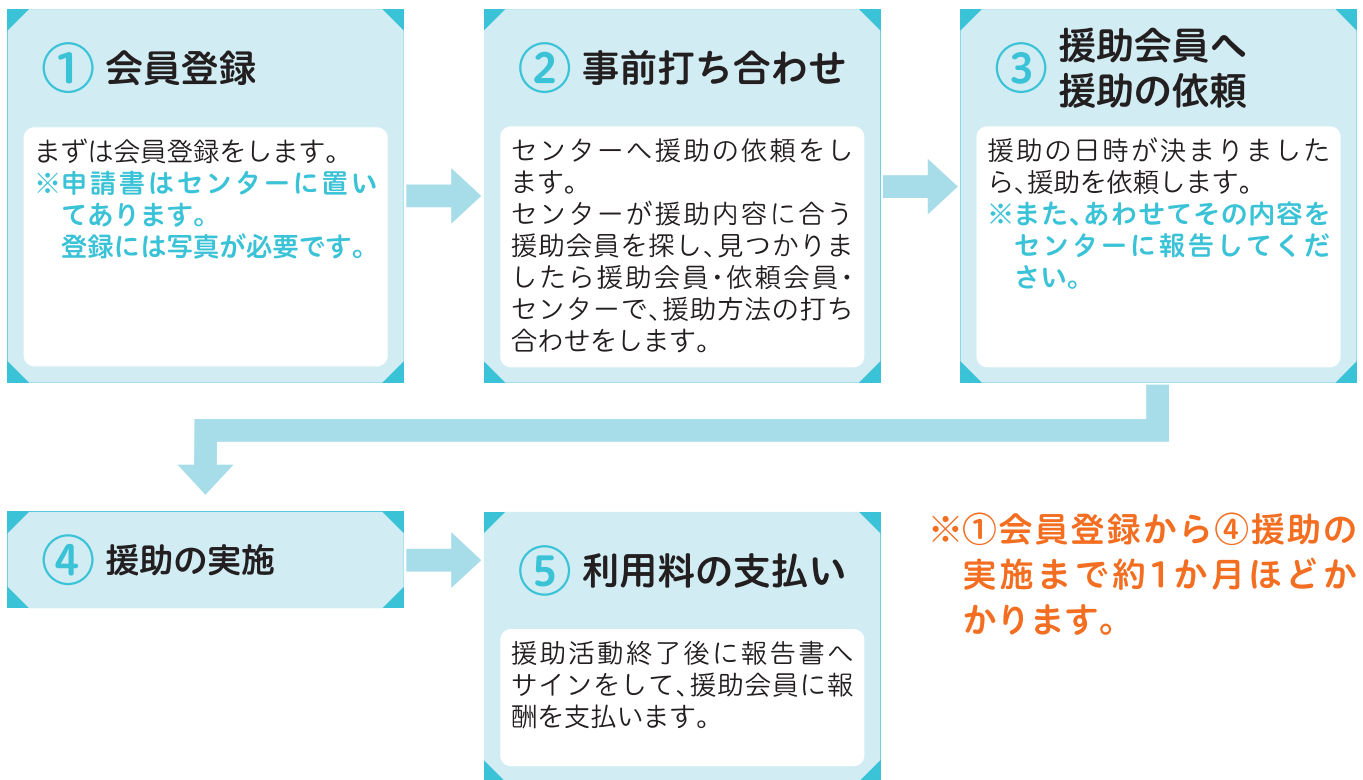 ① 会員登録
まずは会員登録をします。
※申請書はセンターに置い
てあります。
登録には写真が必要です。
② 事前打ち合わせ
センターへ援助の依頼をし
ます。
センターが援助内容に合う
援助会員を探し、見つかりま
したら援助会員・依頼会員・
センターで、援助方法の打ち
合わせをします。
③ 援助会員へ
援助の依頼
援助の日時が決まりました
ら、援助を依頼します。
※また、あわせてその内容を
センターに報告してくだ
さい。
④ 援助の実施
⑤ 利用料の支払い
援助活動終了後に報告書へ
サインをして、援助会員に報
酬を支払います。
※①会員登録から④援助の
実施まで約1か月ほどか
かります。